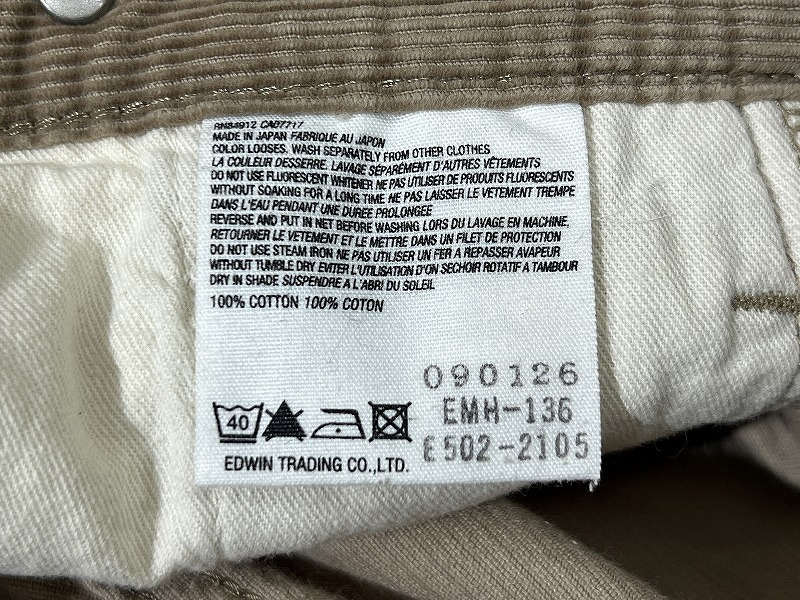 RN84912 CA07717
MADE IN JAPAN FABRIQUE AU JAPON
COLOR LOOSES. WASH SEPARATELY FROM OTHER CLOTHES
LA COULEUR DESSERRE. LAVAGE SÉPARÉMENT D'AUTRES VÊTEMENTS
DO NOT USE FLUORESCENT WHITENER NE PAS UTILISER DE PRODUITS FLUORESCENTS
WITHOUT SOAKING FOR A LONG TIME NE PAS LAISSER LE VETEMENT TREMPE
DANS L'EAU PENDANT UNE DUREE PROLONGEE
REVERSE AND PUT IN NET BEFORE WASHING LORS DU LAVAGE EN MACHINE,
RETOURNER LE VETEMENT ET LE METTRE DANS UN FILET DE PROTECTION
DO NOT USE STEAM IRON NE PAS UTILISER UN FER A REPASSER AVAPEUR
WITHOUT TUMBLE DRY EVITER L'UTILISATION D'ON SECHOIR ROTATIF A TAMBOUR
DRY IN SHADE SUSPENDRE A L'ABRI DU SOLEIL
100% COTTON 100% COTON
090126
40
EMH-136
EDWIN TRADING CO.,LTD.
E502-2105